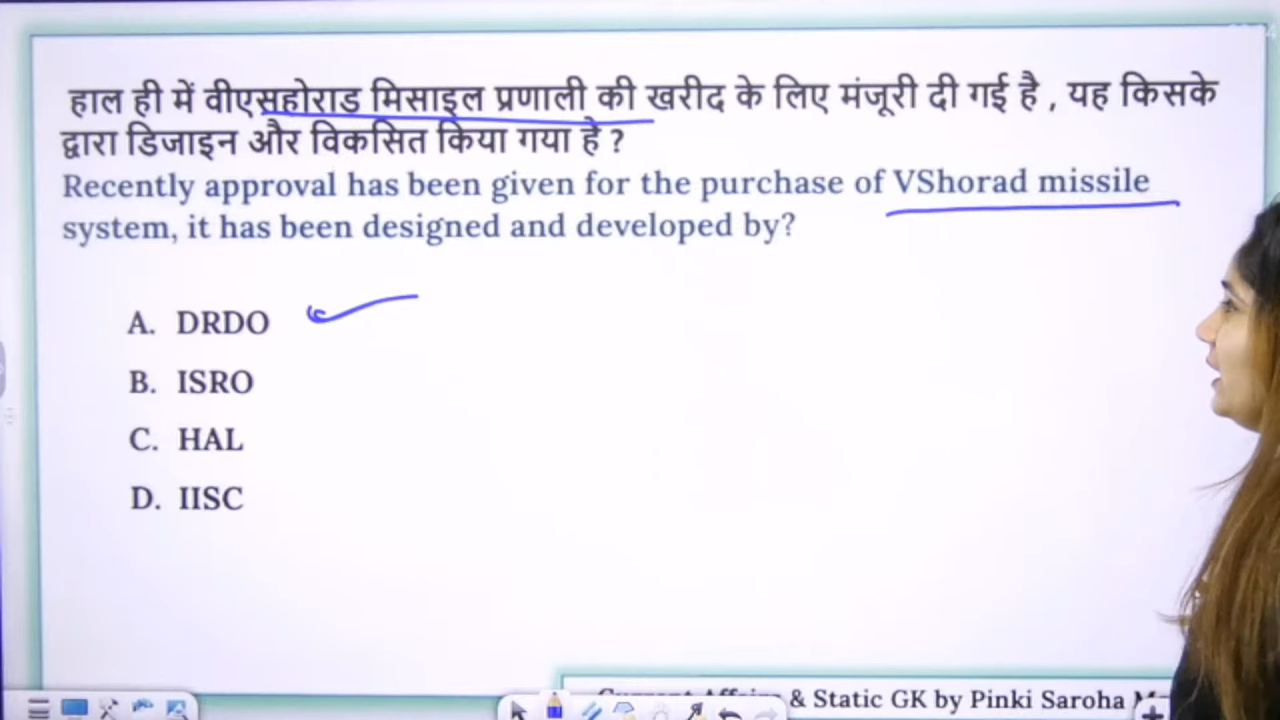 हाल ही में वीएसहोराड मिसाइल प्रणाली की खरीद के लिए मंजूरी दी गई है , यह किसके
द्वारा डिजाइन और विकसित किया गया है ?
Recently approval has been given for the purchase of VShorad missile
system, it has been designed and developed by?
A. DRDO
B. ISRO
C. HAL
D. IISC
Current Affairs & Static GK by Pinki Saroha